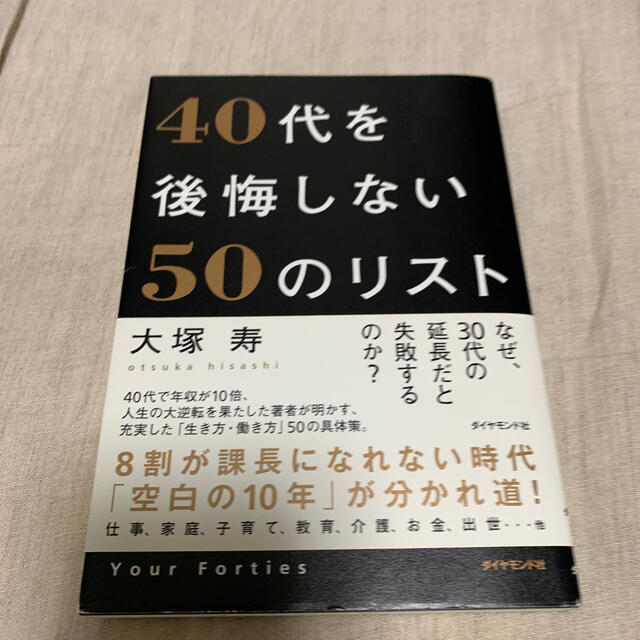 40代を
後悔しない
50のリスト
大塚 寿
otsuka hisashi
なぜ、
30代の
延長だと
失敗する
のか?
ダイヤモンド社
40代で年収が10倍、
人生の大逆転を果たした著者が明かす、
充実した「生き方・働き方」50の具体策。
8割が課長になれない時代
「空白の10年」が分かれ道!
仕事、家庭、子育て、教育、介護、お金、出世・・・他
Your Forties
ダイヤモンド社